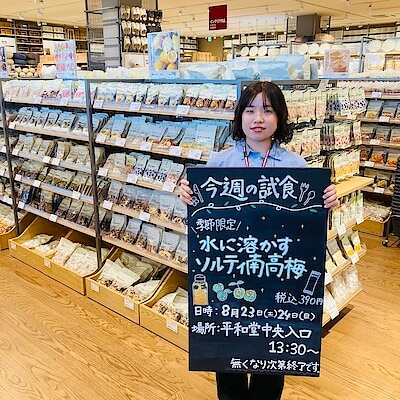 今週の試食
季節限定
水に溶かす
ソルティ南高梅
税込390円
日時：8月23日(土)24日(日)
場所：平和堂中央入口
13:30〜
無くなり次第終了です